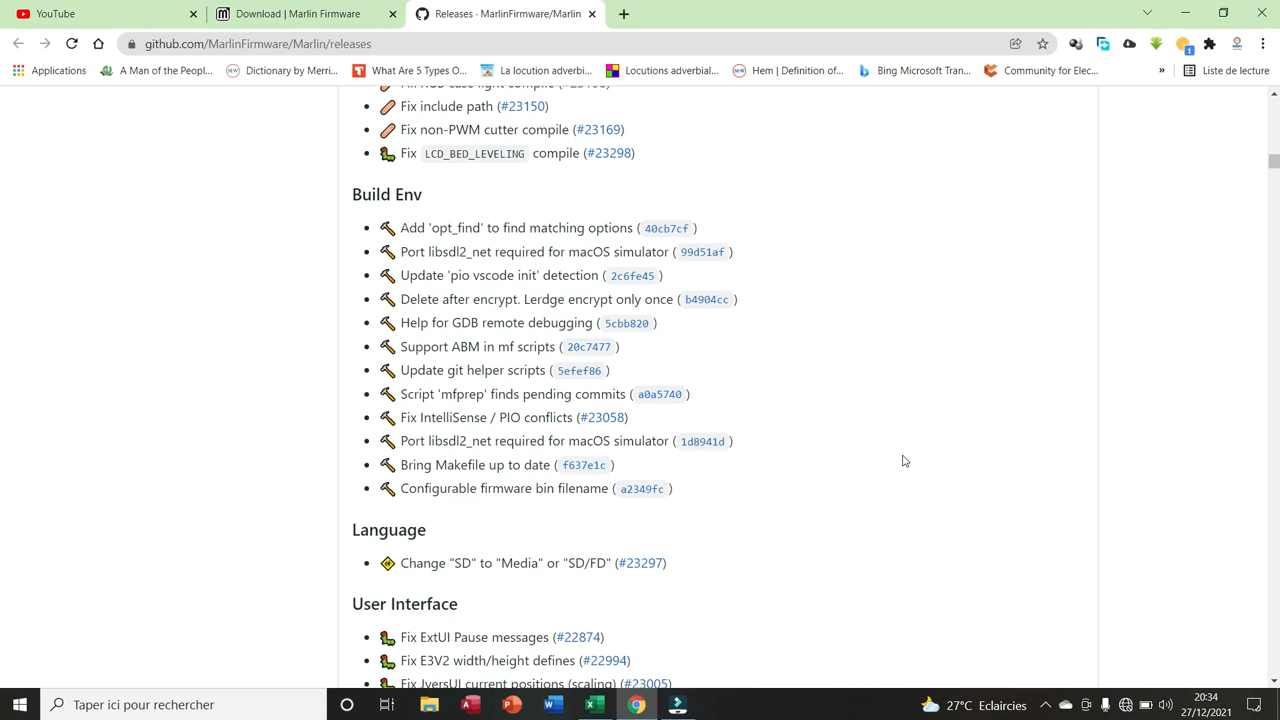 YouTube
Download | Marlin Firmware
Releases · MarlinFirmware/Marlin
github.com/MarlinFirmware/Marlin/releases
Applications
A Man of the Peopl...
Dictionary by Merri...
What Are 5 Types O...
La locution adverbi...
Locutions adverbial...
Hem | Definition of...
Bing Microsoft Tran...
Community for Elec...
»
Liste de lecture
Fix include path (#23150)
Fix non-PWM cutter compile (#23169)
Fix LCD_BED_LEVELING compile (#23298)
Build Env
Add 'opt_find' to find matching options ( 40cb7cf )
Port libsdl2_net required for macOS simulator ( 99d51af )
Update 'pio vscode init' detection ( 2c6fe45 )
Delete after encrypt. Lerdge encrypt only once ( b4904cc )
Help for GDB remote debugging ( 5cbb820 )
Support ABM in mf scripts ( 20c7477 )
Update git helper scripts ( 5efef86 )
Script 'mfprep' finds pending commits ( a0a5740 )
Fix IntelliSense / PIO conflicts (#23058)
Port libsdl2_net required for macOS simulator ( 1d8941d )
Bring Makefile up to date ( f637e1c )
Configurable firmware bin filename ( a2349fc )
Language
Change "SD" to "Media" or "SD/FD" (#23297)
User Interface
Fix ExtUI Pause messages (#22874)
Fix E3V2 width/height defines (#22994)
Fix JyersUI current positions (scaling) (#23005)
Taper ici pour rechercher
27°C Eclaircies
20:34
27/12/2021